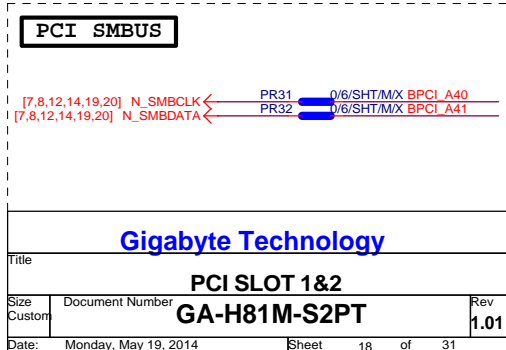 PCI SMBUS
[7,8,12,14,19,20] N_SMBCLK PR31 0/6/SHT/M/X BPCI_A40
[7,8,12,14,19,20] N_SMBDATA PR32 0/6/SHT/M/X BPCI_A41
Gigabyte Technology
Title
PCI SLOT 1&2
Size Document Number Rev
Custom GA-H81M-S2PT 1.01
Date: Monday, May 19, 2014 Sheet 18 of 31